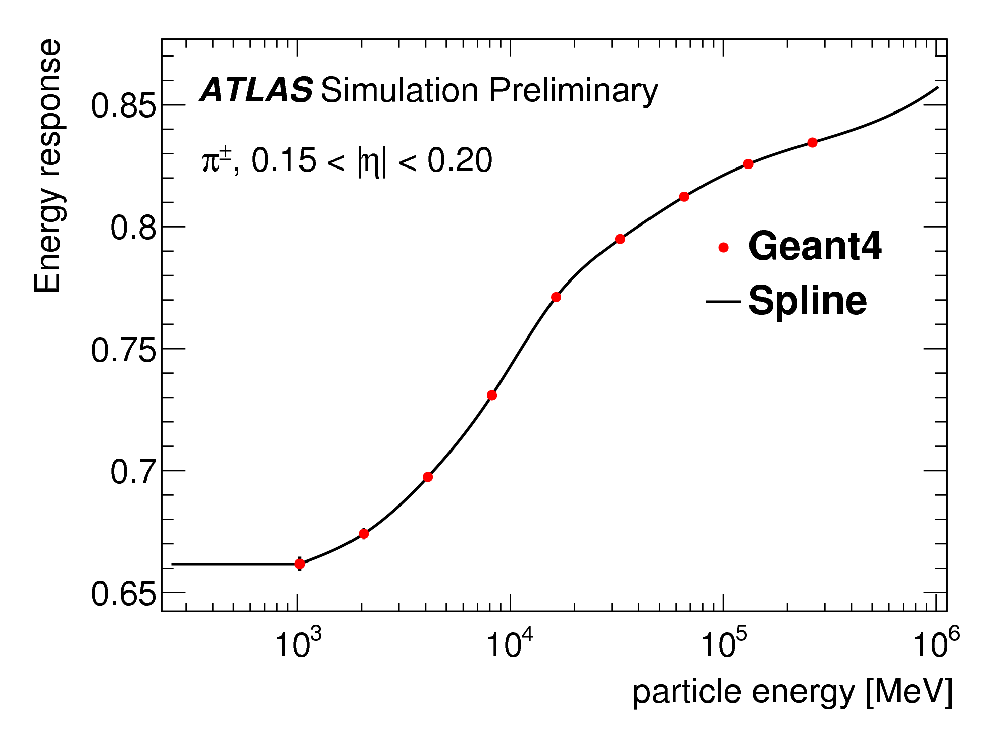 Energy response
ATLAS Simulation Preliminary
π±, 0.15 < |η| < 0.20
0.85
0.8
0.75
0.7
0.65
Geant4
Spline
10³
10⁴
10⁵
10⁶
particle energy [MeV]